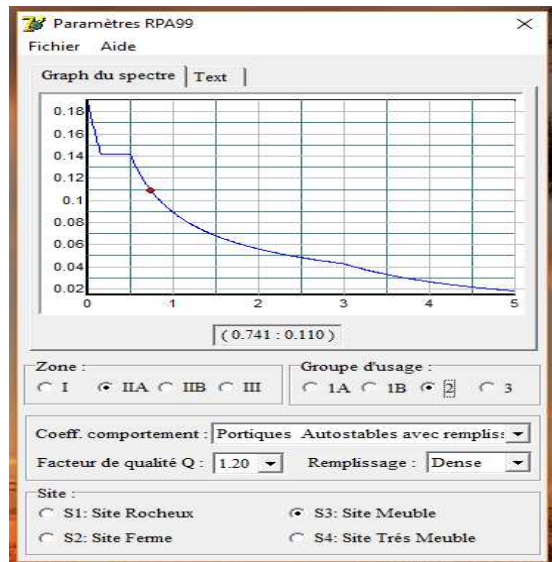 Paramètres RPA99
Fichier Aide
Graph du spectre Text
0.18
0.16
0.14
0.12
0.1
0.08
0.06
0.04
0.02
0 1 2 3 4 5
( 0.741 : 0.110 )
Zone : Groupe d'usage :
I IIA IIB III 1A 1B 2 3
Coeff. comportement : Portiques Autostables avec remplis:
Facteur de qualité Q : 1.20 Remplissage : Dense
Site :
S1: Site Rocheux S3: Site Meuble
S2: Site Ferme S4: Site Trés Meuble